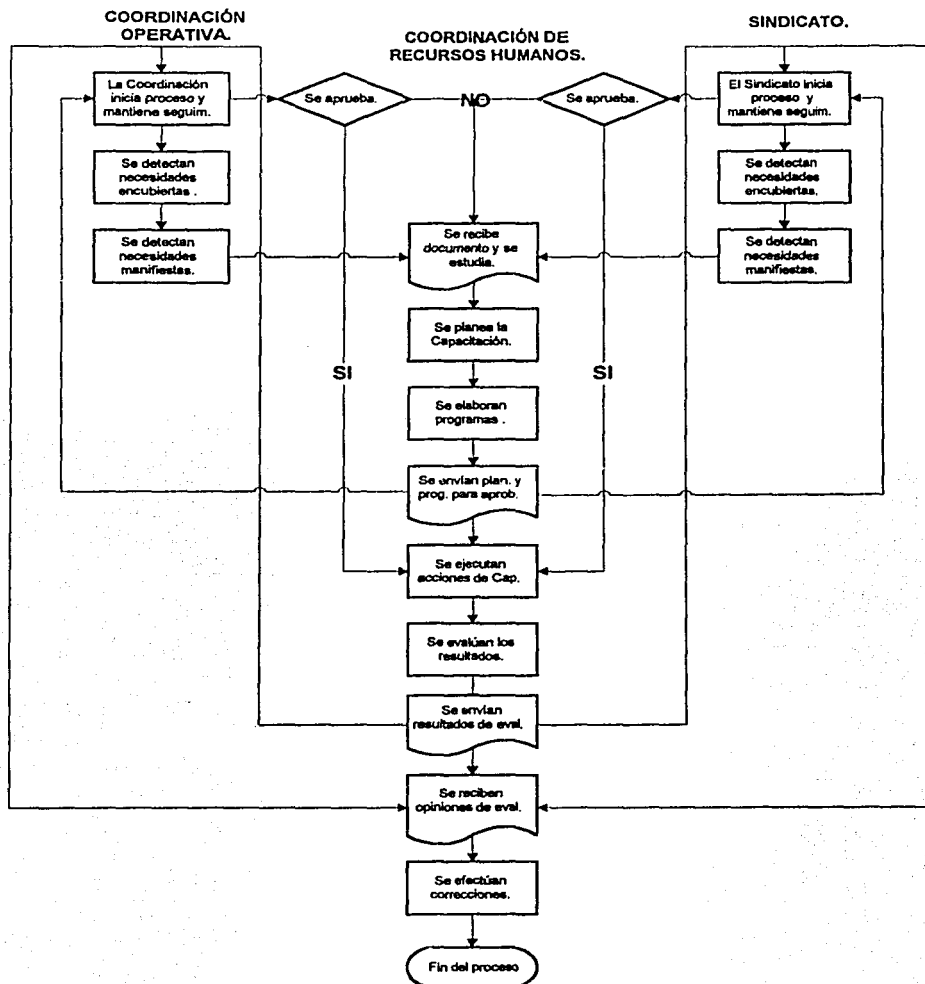 COORDINACIÓN
OPERATIVA.
COORDINACIÓN DE
RECURSOS HUMANOS.
SINDICATO.
La Coordinación
inicia proceso y
mantiene seguim.
Se aprueba.
NO
Se aprueba.
El Sindicato inicia
proceso y
mantiene seguim.
Se detectan
necesidades
encubiertas .
Se detectan
necesidades
encubiertas.
Se detectan
necesidades
manifiestas.
Se recibe
documento y se
estudia.
Se detectan
necesidades
manifiestas.
Se planea la
Capacitación.
SI
SI
Se elaboran
programas .
Se envían plan. y
prog. para aprob.
Se ejecutan
acciones de Cap.
Se evalúan los
resultados.
Se envían
resultados de eval.
Se reciben
opiniones de eval.
Se efectúan
correcciones.
Fin del proceso